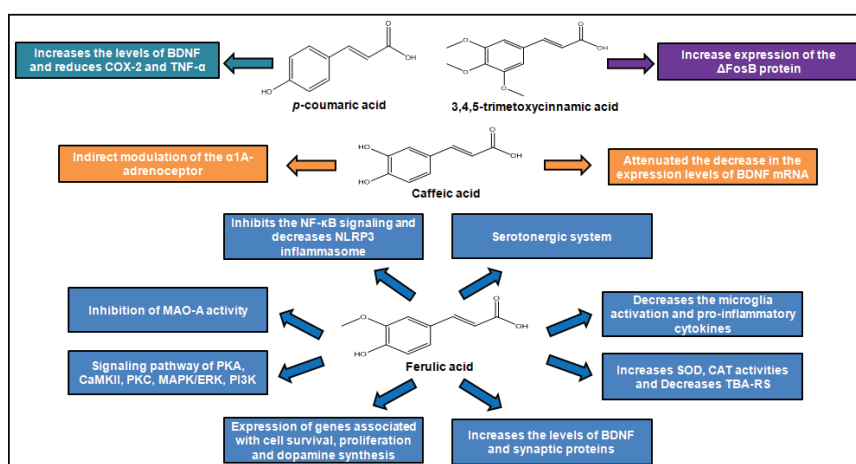 Increases the levels of BDNF
and reduces COX-2 and TNF-α
O
OH
HO
p-coumaric acid
O
O
OH
O
O
3,4,5-trimetoxycinnamic acid
Increase expression of the
ΔFosB protein
Indirect modulation of the α1A-
adrenoceptor
O
HO
OH
HO
Caffeic acid
Attenuated the decrease in the
expression levels of BDNF mRNA
Inhibits the NF-κB signaling and
decreases NLRP3
inflammasome
Serotonergic system
Inhibition of MAO-A activity
Decreases the microglia
activation and pro-inflammatory
cytokines
O
O
OH
HO
Ferulic acid
Signaling pathway of PKA,
CaMKII, PKC, MAPK/ERK, PI3K
Increases SOD, CAT activities
and Decreases TBA-RS
Expression of genes associated
with cell survival, proliferation
and dopamine synthesis
Increases the levels of BDNF
and synaptic proteins